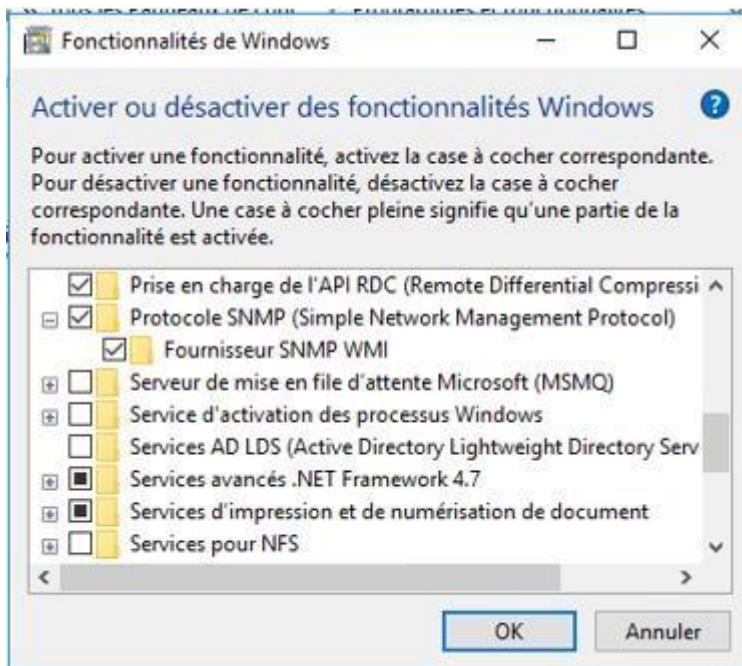 Fonctionnalités de Windows
Activer ou désactiver des fonctionnalités Windows
Pour activer une fonctionnalité, activez la case à cocher correspondante.
Pour désactiver une fonctionnalité, désactivez la case à cocher
correspondante. Une case à cocher pleine signifie qu'une partie de la
fonctionnalité est activée.
Prise en charge de l'API RDC (Remote Differential Compressi
Protocole SNMP (Simple Network Management Protocol)
Fournisseur SNMP WMI
Serveur de mise en file d'attente Microsoft (MSMQ)
Service d'activation des processus Windows
Services AD LDS (Active Directory Lightweight Directory Serv
Services avancés .NET Framework 4.7
Services d'impression et de numérisation de document
Services pour NFS
OK
Annuler